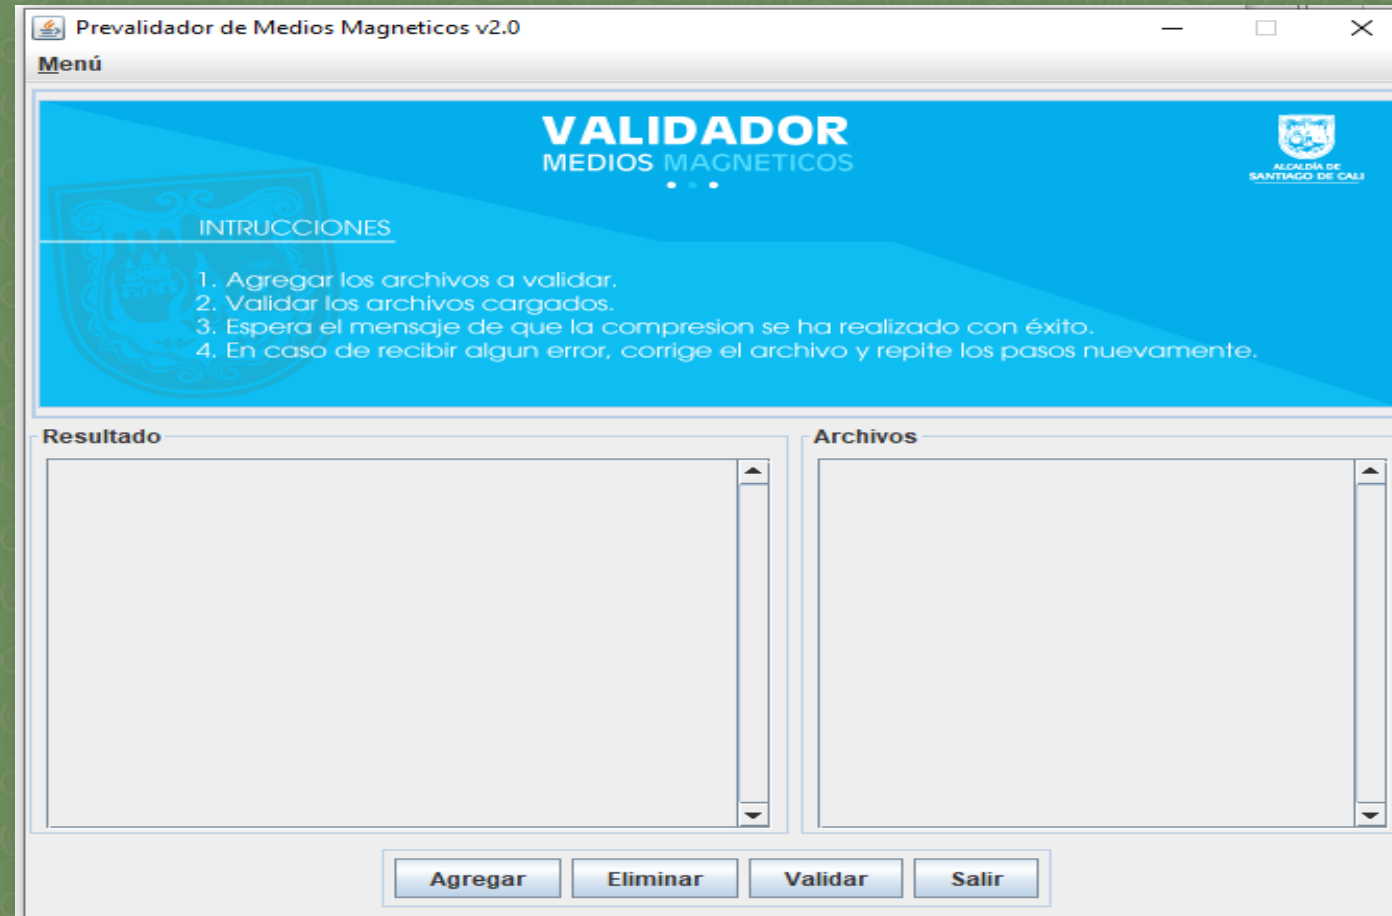 Prevalidador de Medios Magneticos v2.0
Menú
VALIDADOR
MEDIOS MAGNETICOS
ALCALDÍA DE
SANTIAGO DE CALI
INTRUCCIONES
1. Agregar los archivos a validar.
2. Validar los archivos cargados.
3. Espera el mensaje de que la compresion se ha realizado con éxito.
4. En caso de recibir algun error, corrige el archivo y repite los pasos nuevamente.
Resultado
Archivos
Agregar Eliminar Validar Salir